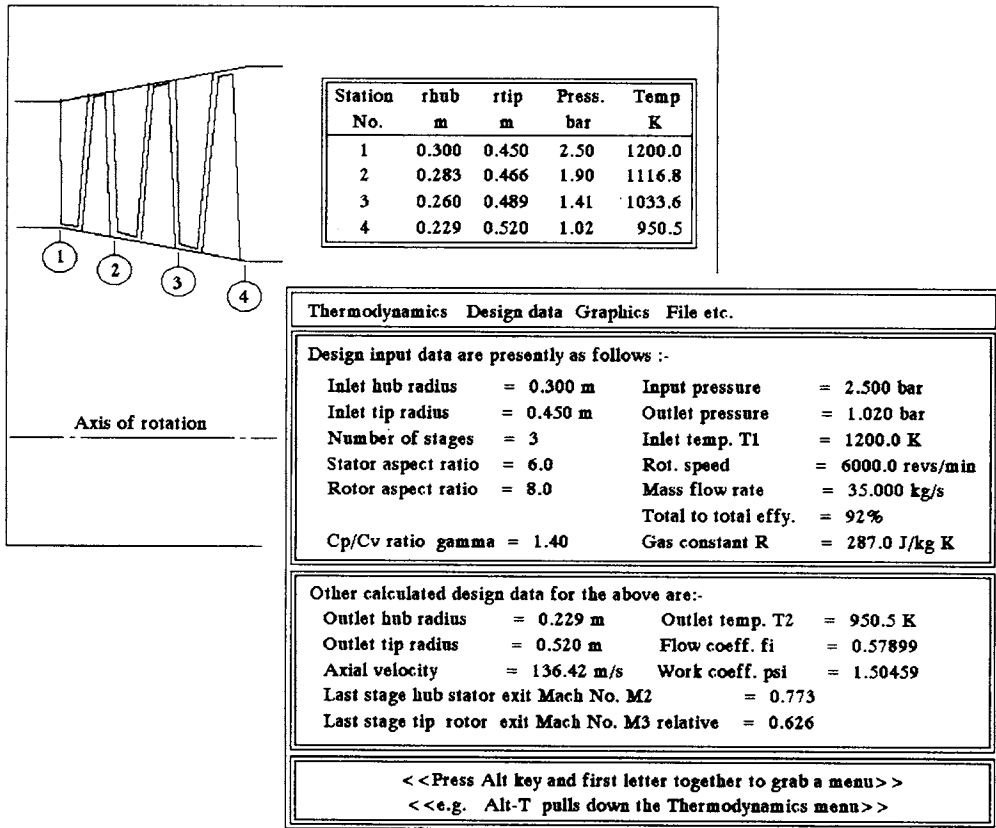 Station rhub rtip Press. Temp
No. m m bar K
1 0.300 0.450 2.50 1200.0
2 0.283 0.466 1.90 1116.8
3 0.260 0.489 1.41 1033.6
4 0.229 0.520 1.02 950.5
1
2
3
4
Axis of rotation
Thermodynamics Design data Graphics File etc.
Design input data are presently as follows :-
Inlet hub radius = 0.300 m Input pressure = 2.500 bar
Inlet tip radius = 0.450 m Outlet pressure = 1.020 bar
Number of stages = 3 Inlet temp. T1 = 1200.0 K
Stator aspect ratio = 6.0 Rot. speed = 6000.0 revs/min
Rotor aspect ratio = 8.0 Mass flow rate = 35.000 kg/s
Total to total effy. = 92%
Cp/Cv ratio gamma = 1.40 Gas constant R = 287.0 J/kg K
Other calculated design data for the above are:-
Outlet hub radius = 0.229 m Outlet temp. T2 = 950.5 K
Outlet tip radius = 0.520 m Flow coeff. fi = 0.57899
Axial velocity = 136.42 m/s Work coeff. psi = 1.50459
Last stage hub stator exit Mach No. M2 = 0.773
Last stage tip rotor exit Mach No. M3 relative = 0.626
<<Press Alt key and first letter together to grab a menu>>
<<e.g. Alt-T pulls down the Thermodynamics menu>>